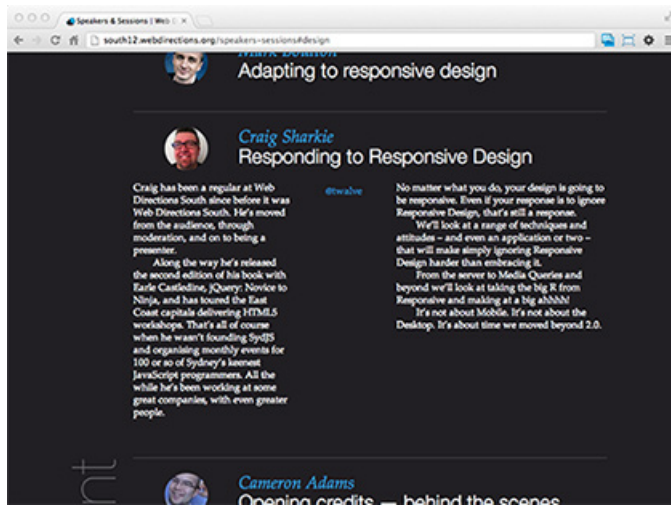 Speakers & Sessions | Web D
south12.webdirections.org/speakers-sessions#design
Mark Boulton
Adapting to responsive design
Craig Sharkie
Responding to Responsive Design
Craig has been a regular at Web
Directions South since before it was
Web Directions South. He's moved
from the audience, through
moderation, and on to being a
presenter.
Along the way he's released
the second edition of his book with
Earle Castledine, jQuery: Novice to
Ninja, and has toured the East
Coast capitals delivering HTML5
workshops. That's all of course
when he wasn't founding SydJS
and organising monthly events for
100 or so of Sydney's keenest
JavaScript programmers. All the
while he's been working at some
great companies, with even greater
people.
@twalve
No matter what you do, your design is going to
be responsive. Even if your response is to ignore
Responsive Design, that's still a response.
We'll look at a range of techniques and
attitudes – and even an application or two –
that will make simply ignoring Responsive
Design harder than embracing it.
From the server to Media Queries and
beyond we'll look at taking the big R from
Responsive and making at a big ahhhh!
It's not about Mobile. It's not about the
Desktop. It's about time we moved beyond 2.0.
nt
Cameron Adams
Opening credits — behind the scenes